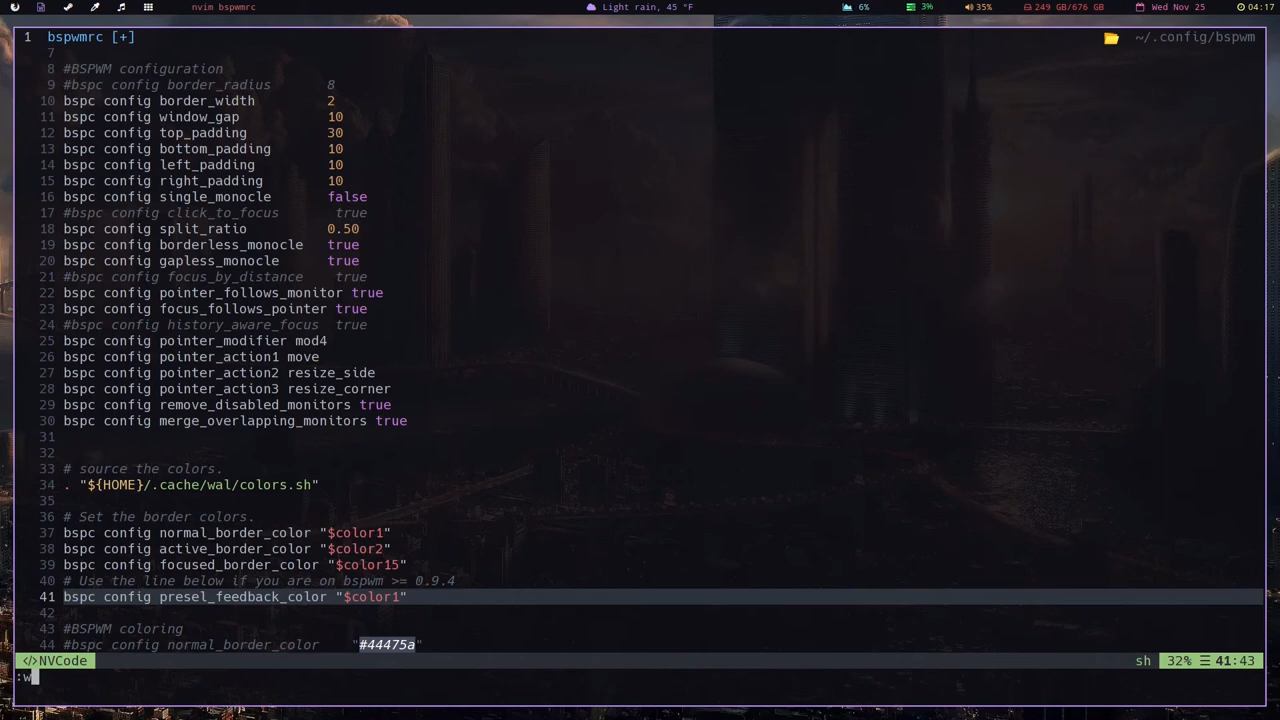 nvim bspwmrc
Light rain, 45 °F
6%
3%
35%
249 GB/676 GB
Wed Nov 25
04:17
1 bspwmrc [+]
~/.config/bspwm
7
8 #BSPWM configuration
9 #bspc config border_radius 8
10 bspc config border_width 2
11 bspc config window_gap 10
12 bspc config top_padding 30
13 bspc config bottom_padding 10
14 bspc config left_padding 10
15 bspc config right_padding 10
16 bspc config single_monocle false
17 #bspc config click_to_focus true
18 bspc config split_ratio 0.50
19 bspc config borderless_monocle true
20 bspc config gapless_monocle true
21 #bspc config focus_by_distance true
22 bspc config pointer_follows_monitor true
23 bspc config focus_follows_pointer true
24 #bspc config history_aware_focus true
25 bspc config pointer_modifier mod4
26 bspc config pointer_action1 move
27 bspc config pointer_action2 resize_side
28 bspc config pointer_action3 resize_corner
29 bspc config remove_disabled_monitors true
30 bspc config merge_overlapping_monitors true
31
32
33 # source the colors.
34 . "${HOME}/.cache/wal/colors.sh"
35
36 # Set the border colors.
37 bspc config normal_border_color "$color1"
38 bspc config active_border_color "$color2"
39 bspc config focused_border_color "$color15"
40 # Use the line below if you are on bspwm >= 0.9.4
41 bspc config presel_feedback_color "$color1"
42
43 #BSPWM coloring
44 #bspc config normal_border_color "#44475a"
</>NVCode
sh 32% ☰ 41:43
:w